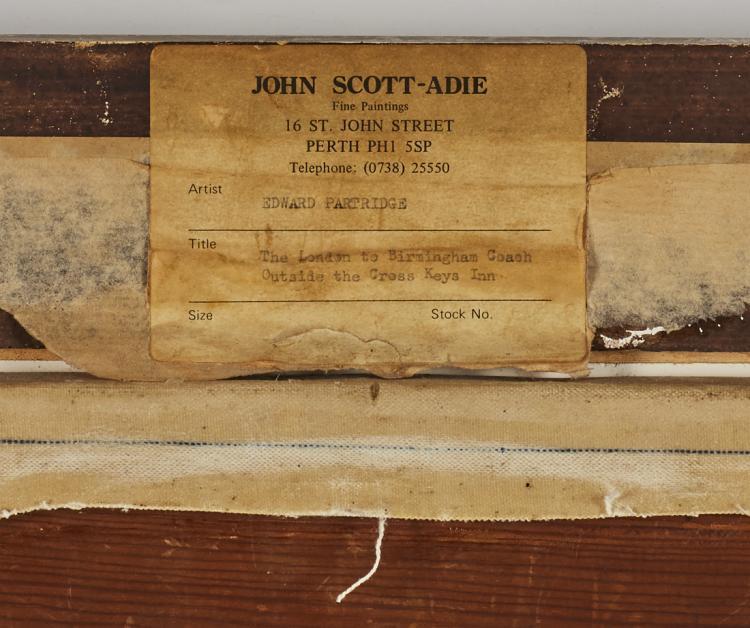 JOHN SCOTT-ADIE
Fine Paintings
16 ST. JOHN STREET
PERTH PH1 5SP
Telephone: (0738) 25550
Artist
EDWARD PARTRIDGE
Title
The London to Birmingham Coach
Outside the Cross Keys Inn
Size Stock No.